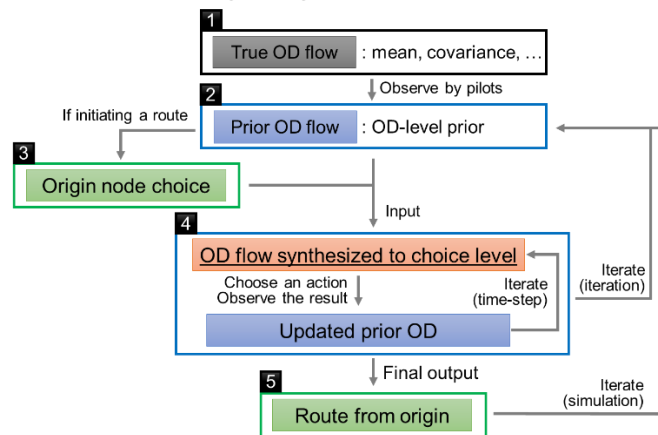 1
True OD flow : mean, covariance, ...
Observe by pilots
2
If initiating a route
Prior OD flow : OD-level prior
3
Origin node choice
Input
4
OD flow synthesized to choice level
Choose an action
Observe the result
Iterate
(time-step)
Iterate
(iteration)
Updated prior OD
Final output
5
Iterate
(simulation)
Route from origin